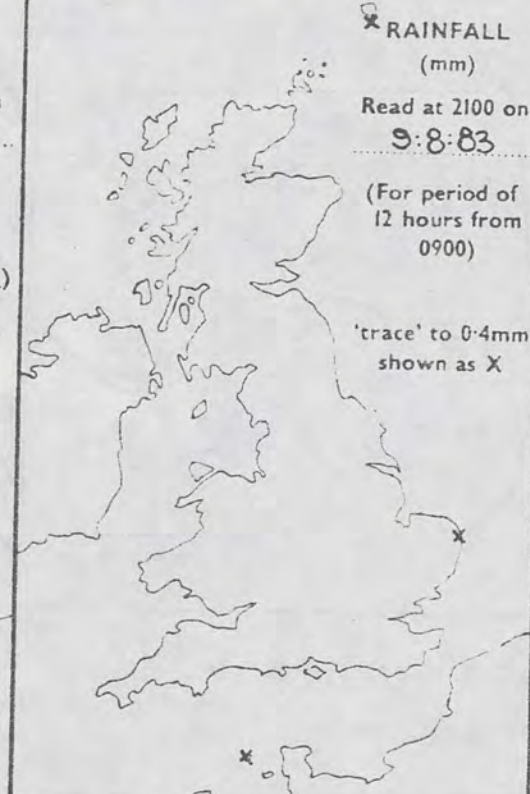 X RAINFALL
(mm)
Read at 2100 on
9:8:83
(For period of
12 hours from
0900)
'trace' to 0·4mm
shown as X
X
X
)